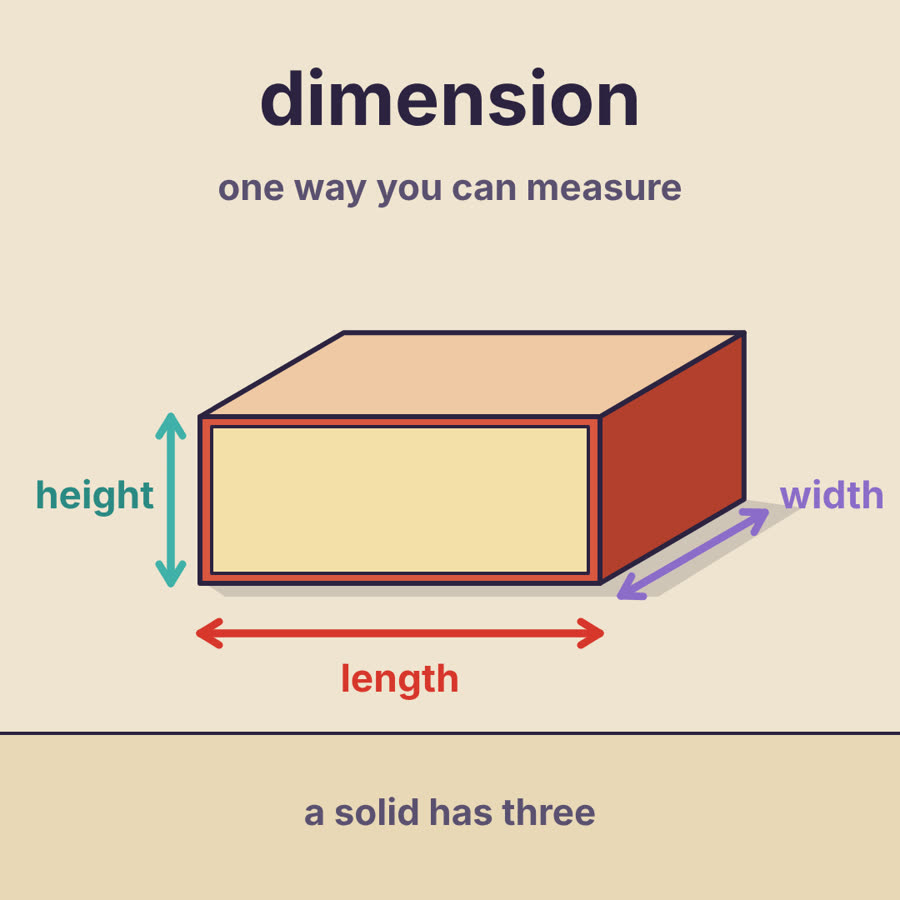 dimension
one way you can measure
height
width
length
a solid has three